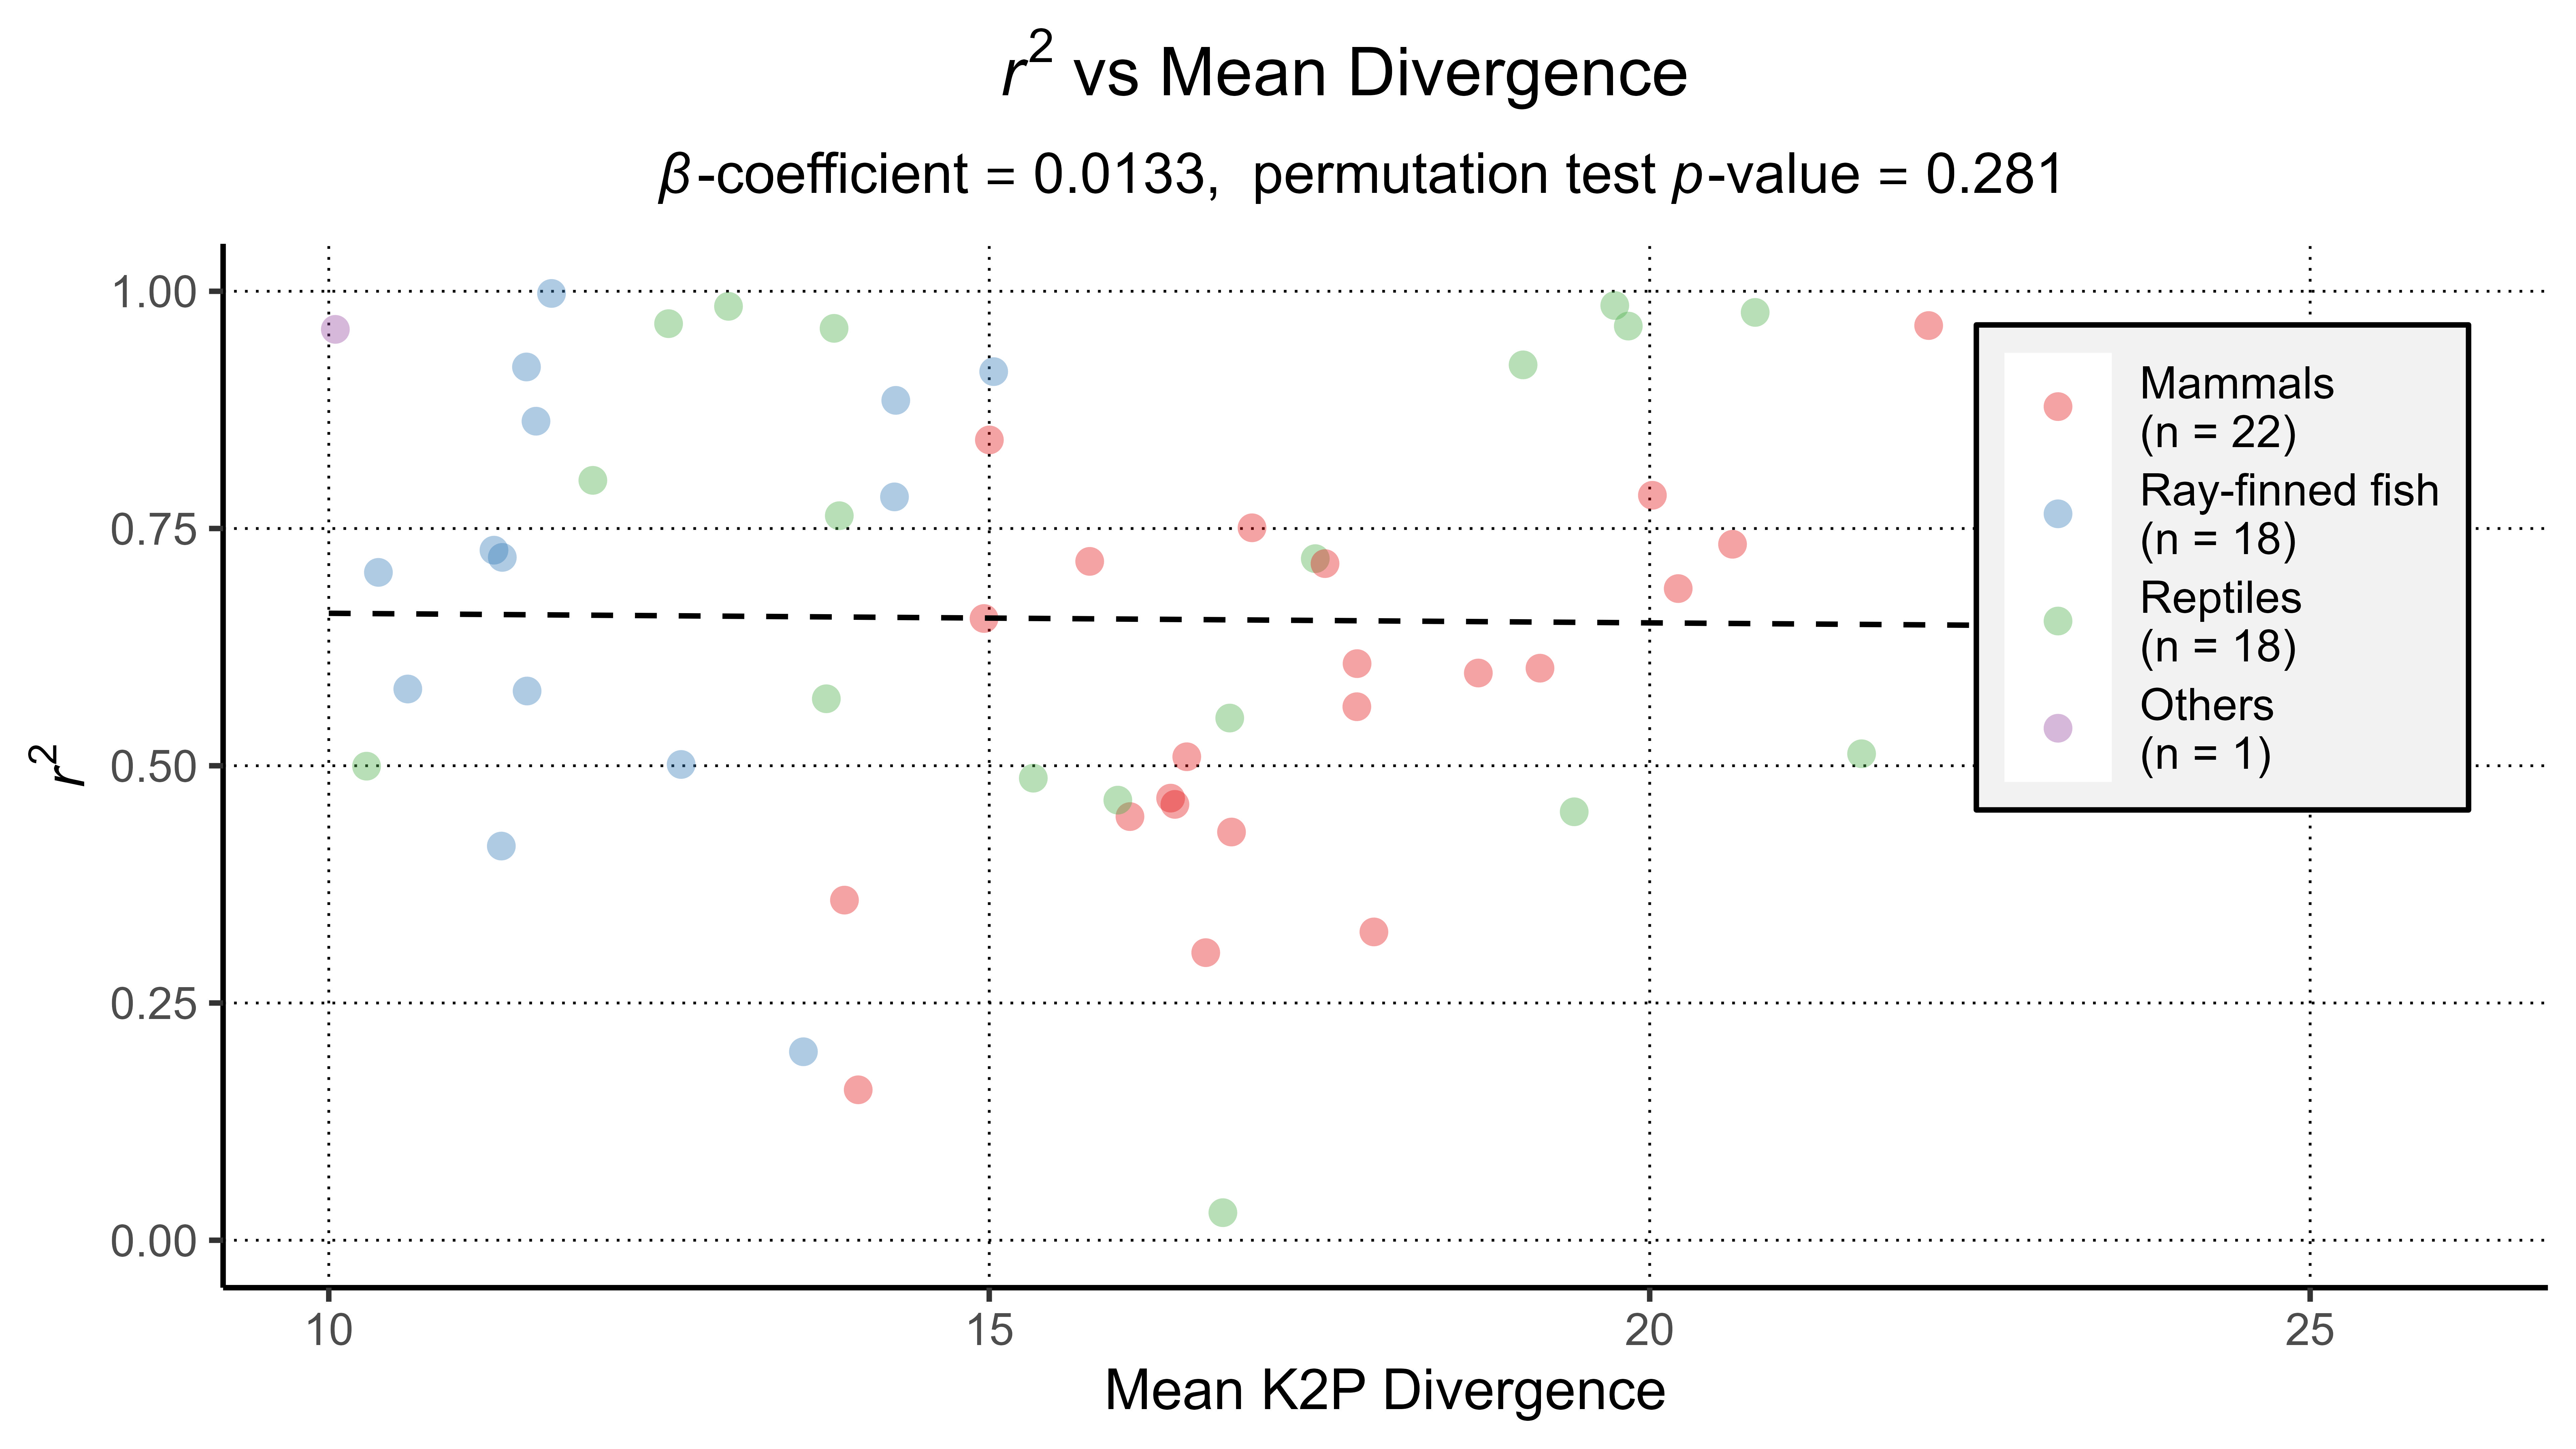 r² vs Mean Divergence
β-coefficient = 0.0133, permutation test p-value = 0.281
r²
1.00
0.75
0.50
0.25
0.00
10
15
20
25
Mean K2P Divergence
Mammals
(n = 22)
Ray-finned fish
(n = 18)
Reptiles
(n = 18)
Others
(n = 1)